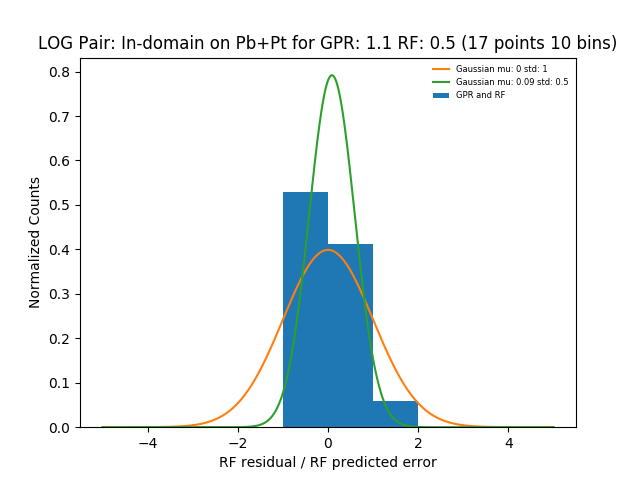 LOG Pair: In-domain on Pb+Pt for GPR: 1.1 RF: 0.5 (17 points 10 bins)
Gaussian mu: 0 std: 1
Gaussian mu: 0.09 std: 0.5
GPR and RF
Normalized Counts
0.8
0.7
0.6
0.5
0.4
0.3
0.2
0.1
0.0
−4 −2 0 2 4
RF residual / RF predicted error